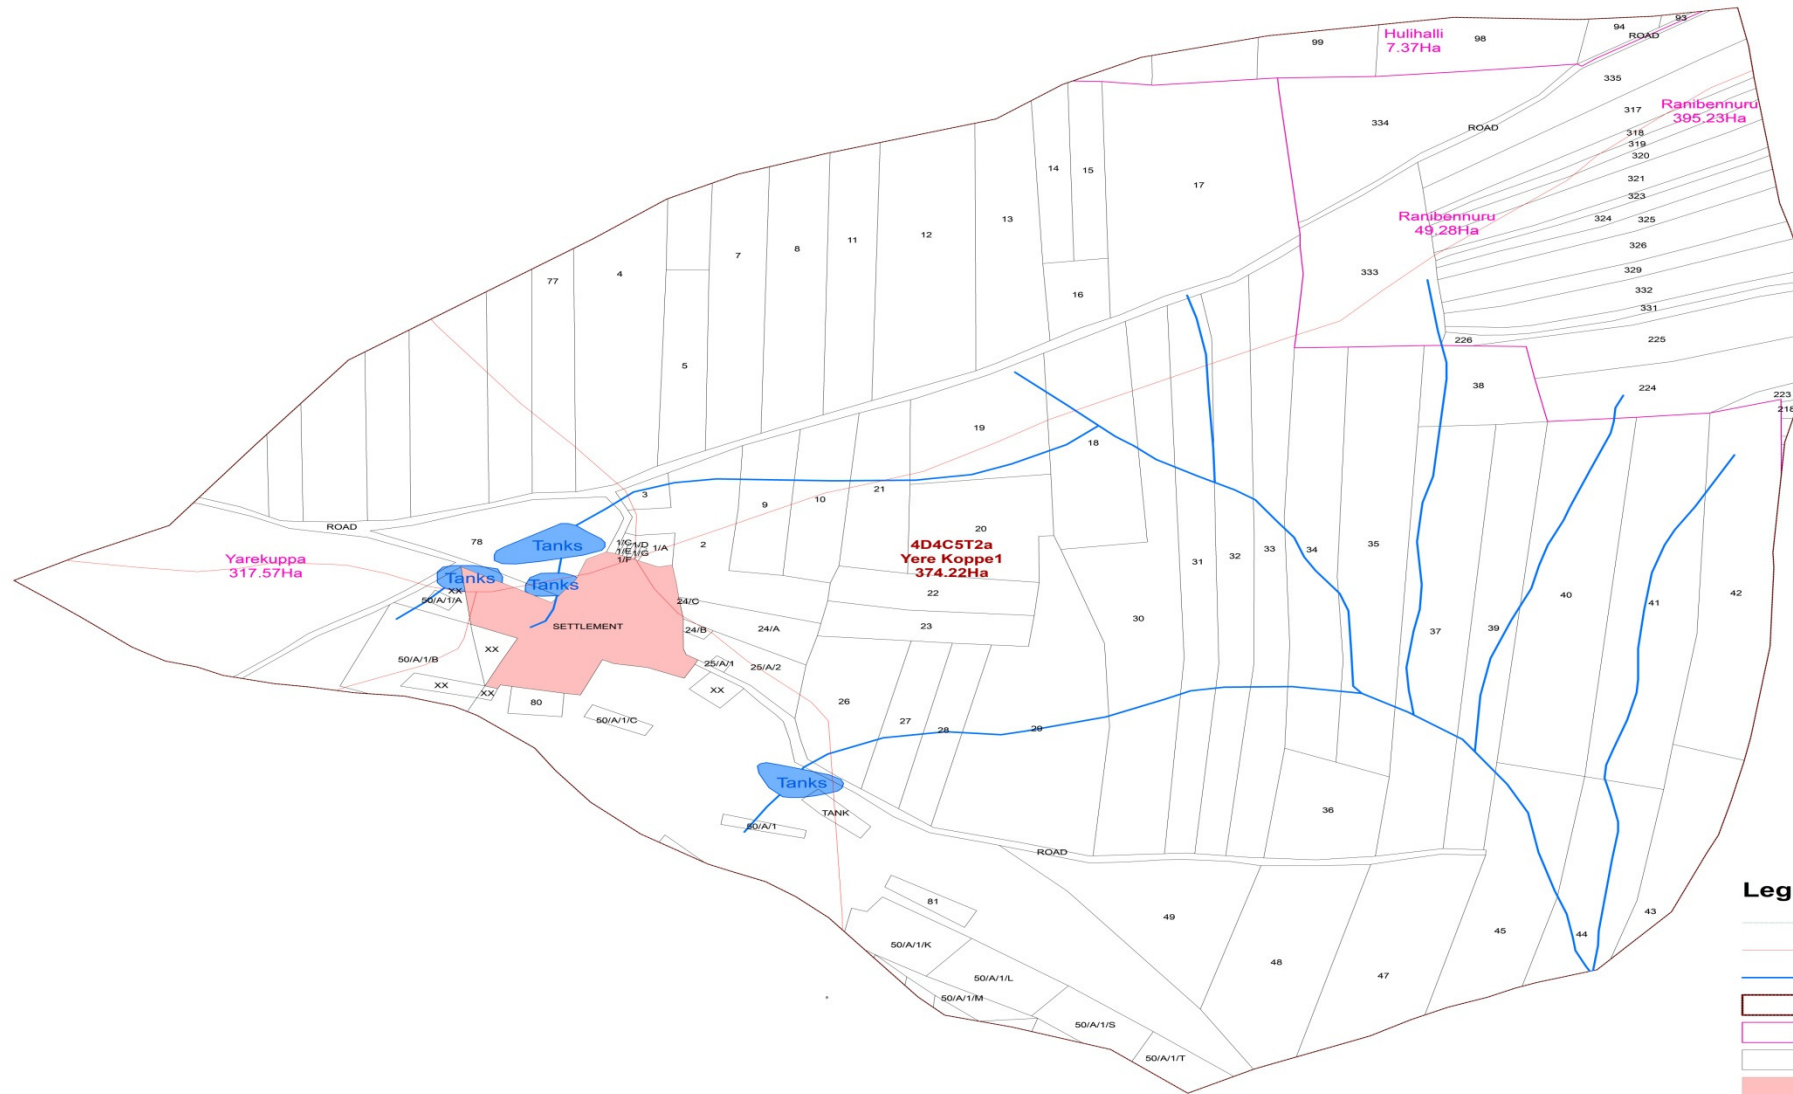 93
94
ROAD
Hulihalli
7.37Ha
98
99
335
Ranibennuru
395.23Ha
317
334
ROAD
318
319
320
14
15
17
321
323
324
325
Ranibennuru
49.28Ha
13
12
11
8
7
326
333
329
4
77
332
16
331
226
225
5
38
224
223
218
19
18
3
9
10
21
ROAD
20
78
1/C
1/D
1/E
1/G
1/A
1/F
2
Tanks
4D4C5T2a
Yere Koppe1
374.22Ha
31
32
33
34
35
Yarekuppa
317.57Ha
Tanks
Tanks
XX
50/A/1/A
22
24/C
40
41
42
SETTLEMENT
24/B
24/A
23
30
37
39
XX
50/A/1/B
25/A/1
25/A/2
XX
XX
XX
80
26
50/A/1/C
27
28
29
Tanks
TANK
50/A/1
36
ROAD
81
Leg
49
43
50/A/1/K
45
44
48
47
50/A/1/L
50/A/1/M
50/A/1/S
50/A/1/T